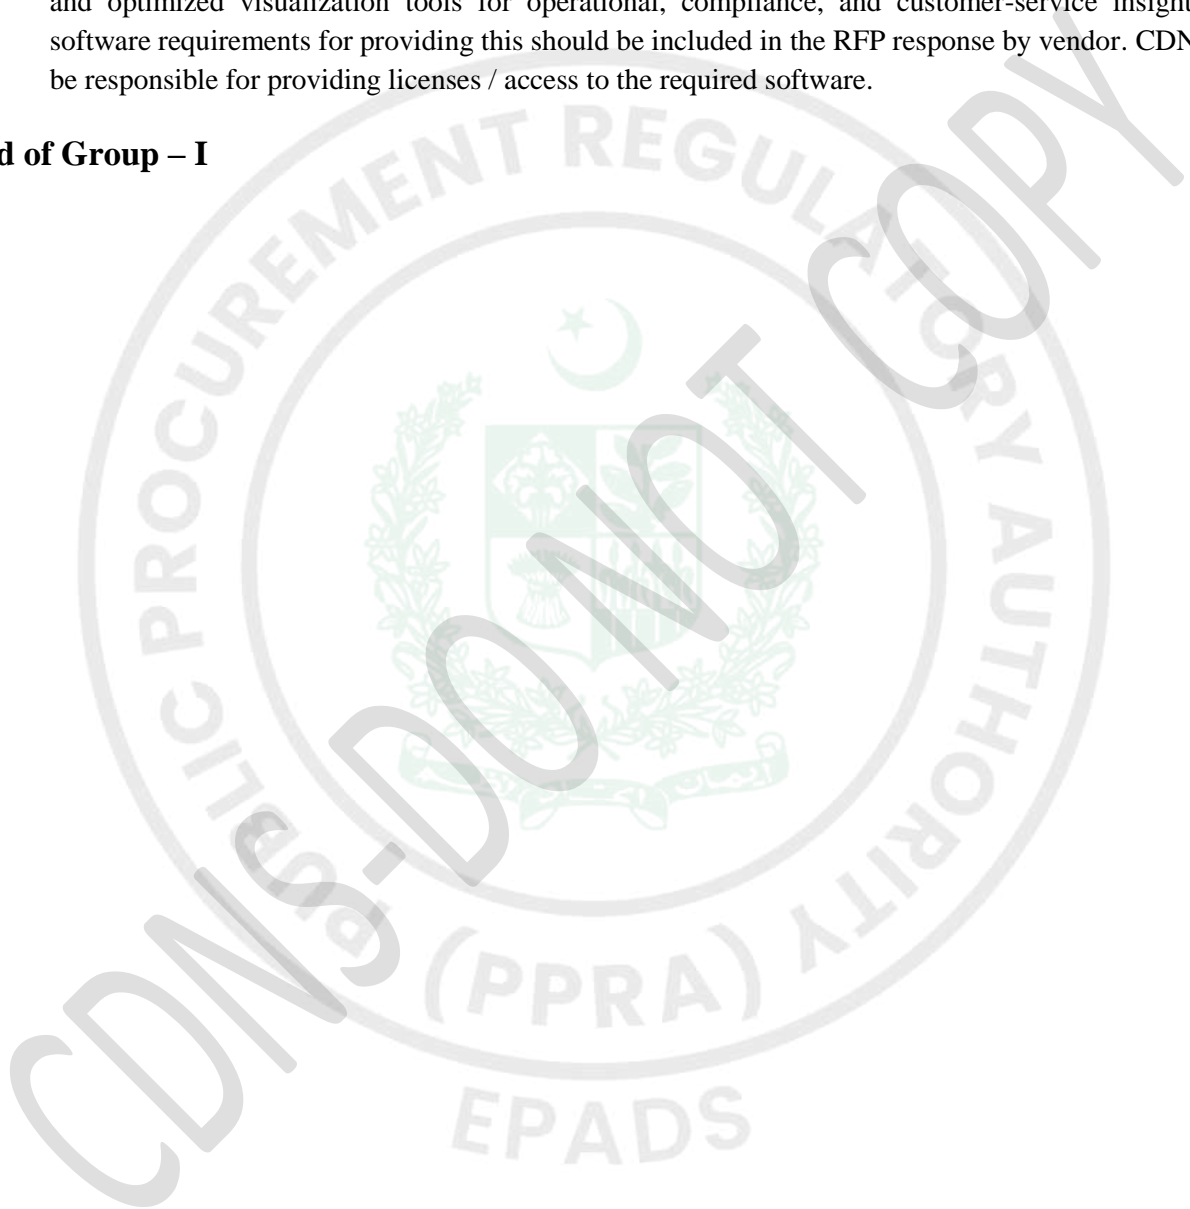 and optimized visualization tools for operational, compliance, and customer-service insight
software requirements for providing this should be included in the RFP response by vendor. CDN
be responsible for providing licenses / access to the required software.
d of Group – I
PUBLIC PROCUREMENT REGULATORY AUTHORITY
(PPRA)
EPADS
CDNS-DO NOT COPY